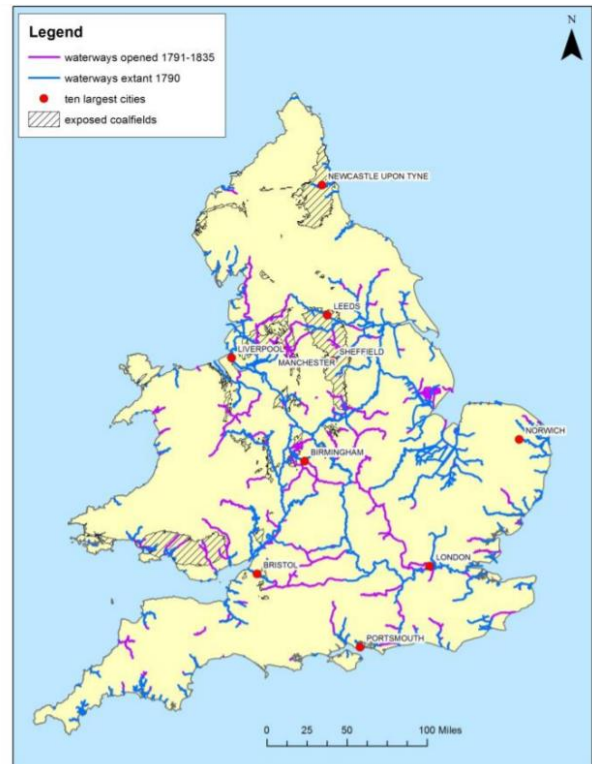 Legend
waterways opened 1791-1835
waterways extant 1790
ten largest cities
exposed coalfields
N
NEWCASTLE UPON TYNE
LEEDS
LIVERPOOL
MANCHESTER
SHEFFIELD
NORWICH
BIRMINGHAM
LONDON
BRISTOL
PORTSMOUTH
0 25 50 100 Miles